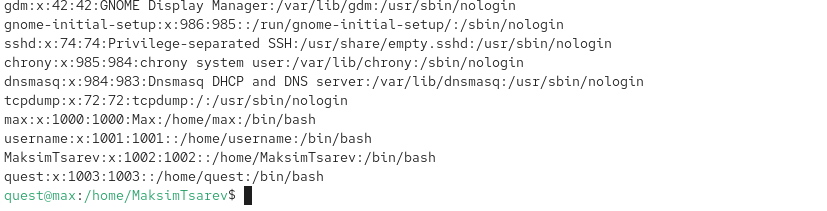 gdm:x:42:42:GNOME Display Manager:/var/lib/gdm:/usr/sbin/nologin
gnome-initial-setup:x:986:985::/run/gnome-initial-setup/:/sbin/nologin
sshd:x:74:74:Privilege-separated SSH:/usr/share/empty.sshd:/usr/sbin/nologin
chrony:x:985:984:chrony system user:/var/lib/chrony:/sbin/nologin
dnsmasq:x:984:983:Dnsmasq DHCP and DNS server:/var/lib/dnsmasq:/usr/sbin/nologin
tcpdump:x:72:72:tcpdump:/:/usr/sbin/nologin
max:x:1000:1000:Max:/home/max:/bin/bash
username:x:1001:1001::/home/username:/bin/bash
MaksimTsarev:x:1002:1002::/home/MaksimTsarev:/bin/bash
quest:x:1003:1003::/home/quest:/bin/bash
quest@max:/home/MaksimTsarev$